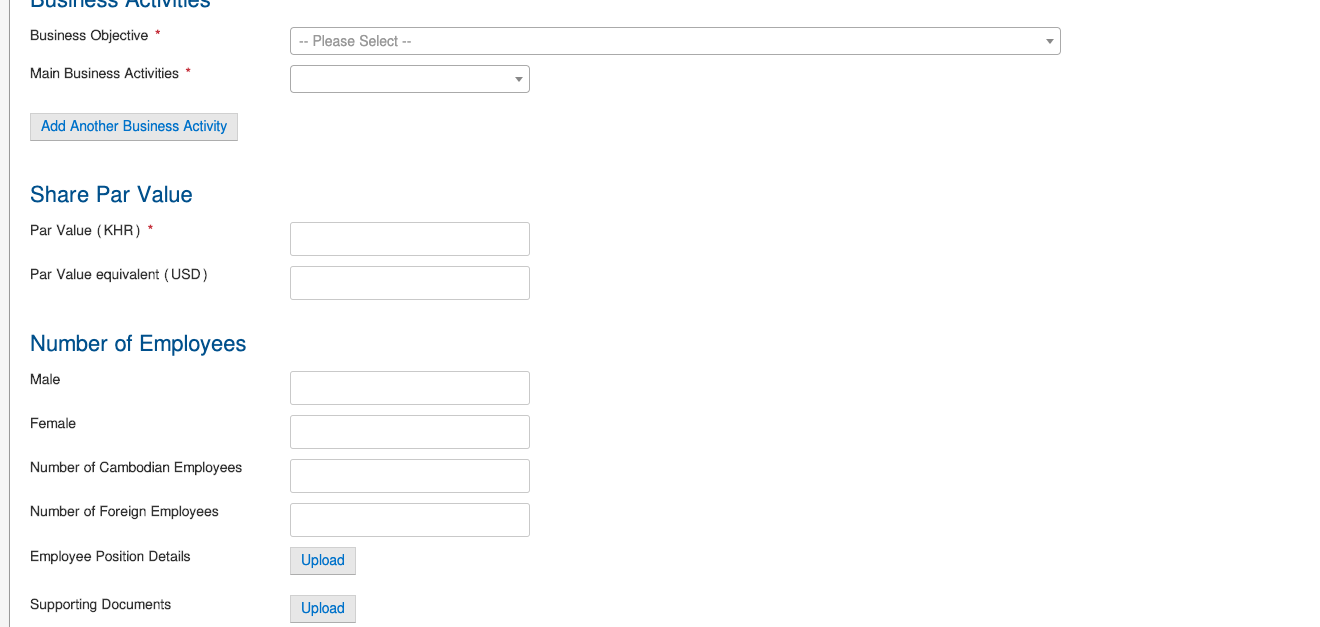 Business Activities
Business Objective *
-- Please Select --
Main Business Activities *
Add Another Business Activity
Share Par Value
Par Value (KHR) *
Par Value equivalent (USD)
Number of Employees
Male
Female
Number of Cambodian Employees
Number of Foreign Employees
Employee Position Details
Upload
Supporting Documents
Upload